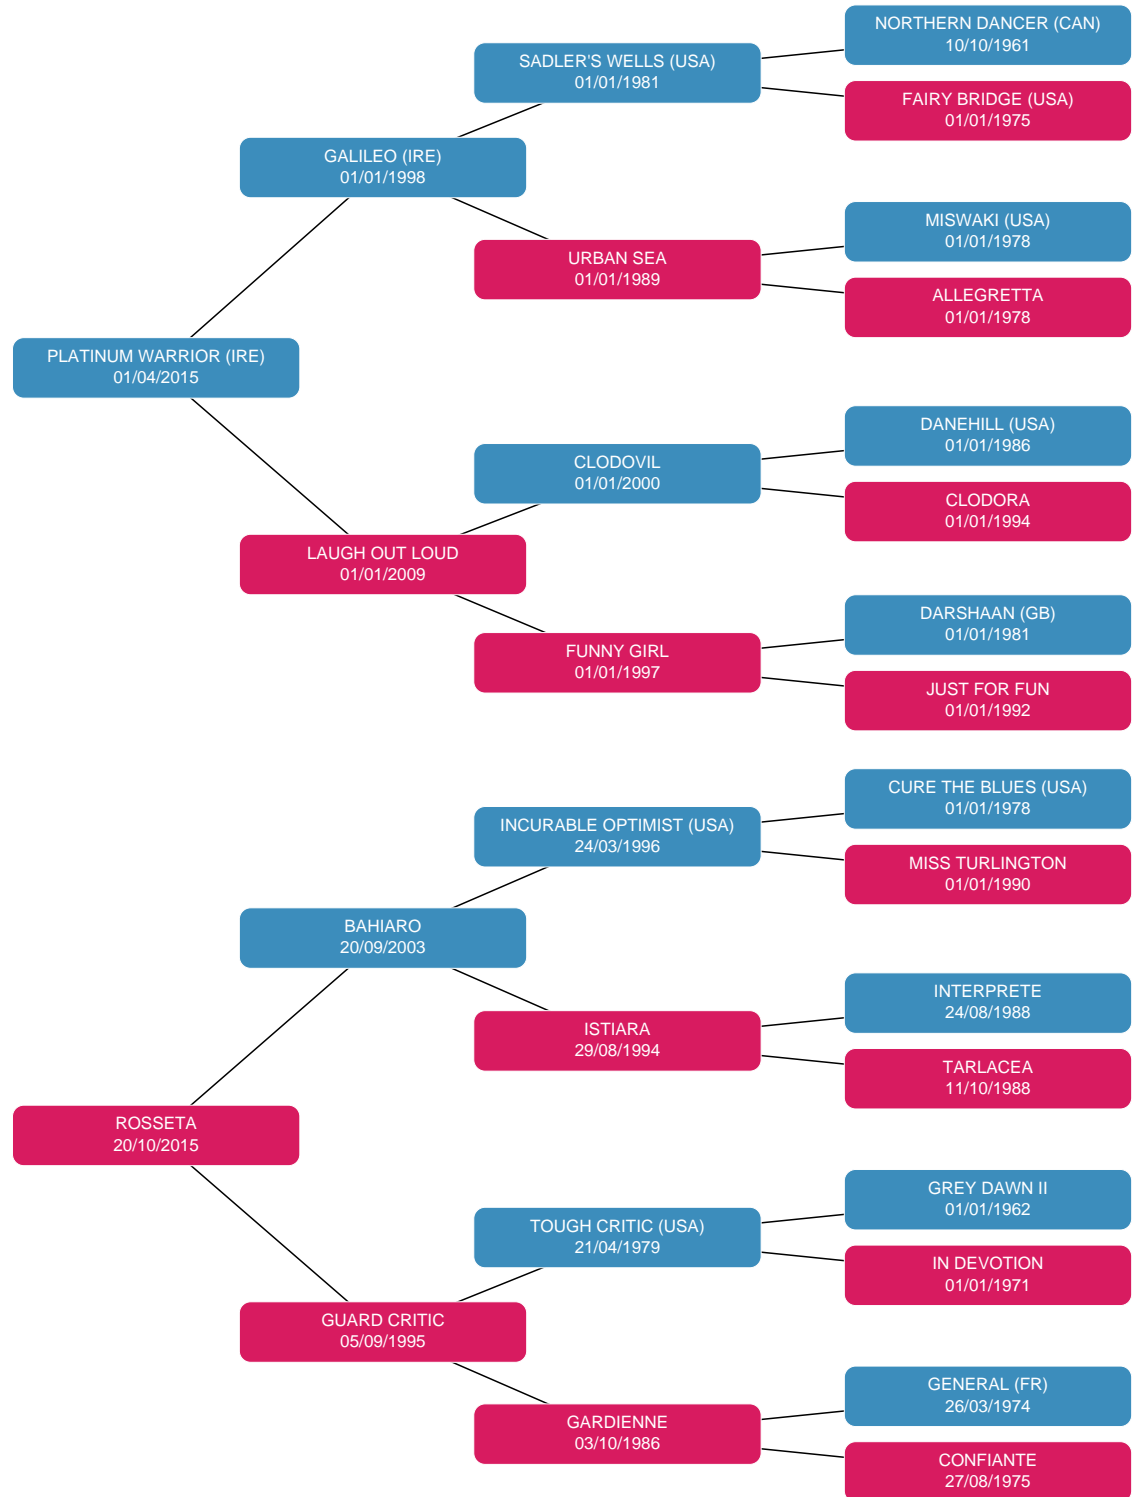 NORTHERN DANCER (CAN)
10/10/1961
SADLER'S WELLS (USA)
01/01/1981
FAIRY BRIDGE (USA)
01/01/1975
GALILEO (IRE)
01/01/1998
MISWAKI (USA)
01/01/1978
URBAN SEA
01/01/1989
ALLEGRETTA
01/01/1978
PLATINUM WARRIOR (IRE)
01/04/2015
DANEHILL (USA)
01/01/1986
CLODOVIL
01/01/2000
CLODORA
01/01/1994
LAUGH OUT LOUD
01/01/2009
DARSHAAN (GB)
01/01/1981
FUNNY GIRL
01/01/1997
JUST FOR FUN
01/01/1992
CURE THE BLUES (USA)
01/01/1978
INCURABLE OPTIMIST (USA)
24/03/1996
MISS TURLINGTON
01/01/1990
BAHIARO
20/09/2003
INTERPRETE
24/08/1988
ISTIARA
29/08/1994
TARLACEA
11/10/1988
ROSSETA
20/10/2015
GREY DAWN II
01/01/1962
TOUGH CRITIC (USA)
21/04/1979
IN DEVOTION
01/01/1971
GUARD CRITIC
05/09/1995
GENERAL (FR)
26/03/1974
GARDIENNE
03/10/1986
CONFIANTE
27/08/1975